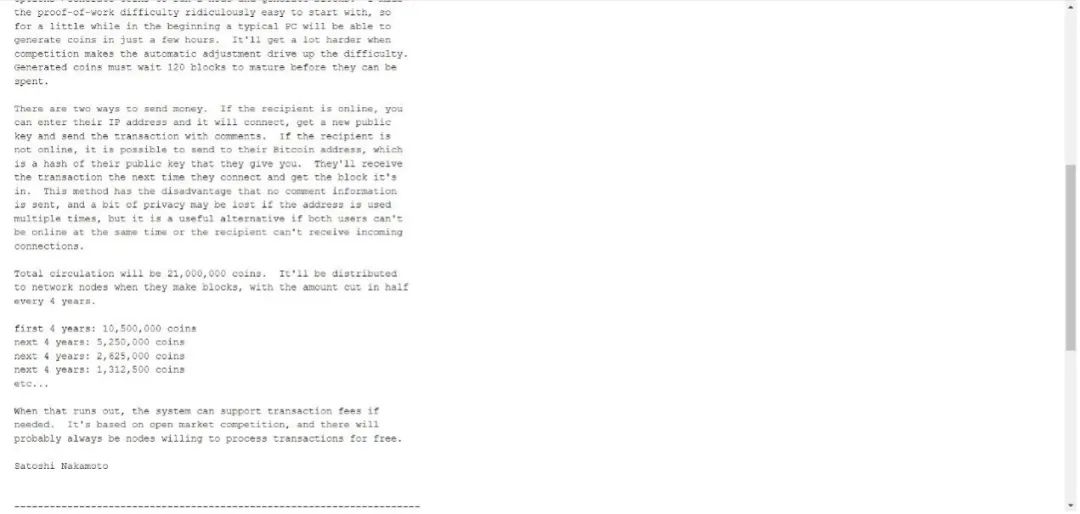 the proof-of-work difficulty ridiculously easy to start with, so
for a little while in the beginning a typical PC will be able to
generate coins in just a few hours.  It'll get a lot harder when
competition makes the automatic adjustment drive up the difficulty.
Generated coins must wait 120 blocks to mature before they can be
spent.

There are two ways to send money.  If the recipient is online, you
can enter their IP address and it will connect, get a new public
key and send the transaction with comments.  If the recipient is
not online, it is possible to send to their Bitcoin address, which
is a hash of their public key that they give you.  They'll receive
the transaction the next time they connect and get the block it's
in.  This method has the disadvantage that no comment information
is sent, and a bit of privacy may be lost if the address is used
multiple times, but it is a useful alternative if both users can't
be online at the same time or the recipient can't receive incoming
connections.

Total circulation will be 21,000,000 coins.  It'll be distributed
to network nodes when they make blocks, with the amount cut in half
every 4 years.

first 4 years: 10,500,000 coins
next 4 years: 5,250,000 coins
next 4 years: 2,625,000 coins
next 4 years: 1,312,500 coins
etc...

When that runs out, the system can support transaction fees if
needed.  It's based on open market competition, and there will
probably always be nodes willing to process transactions for free.

Satoshi Nakamoto

---------------------------------------------------------------------